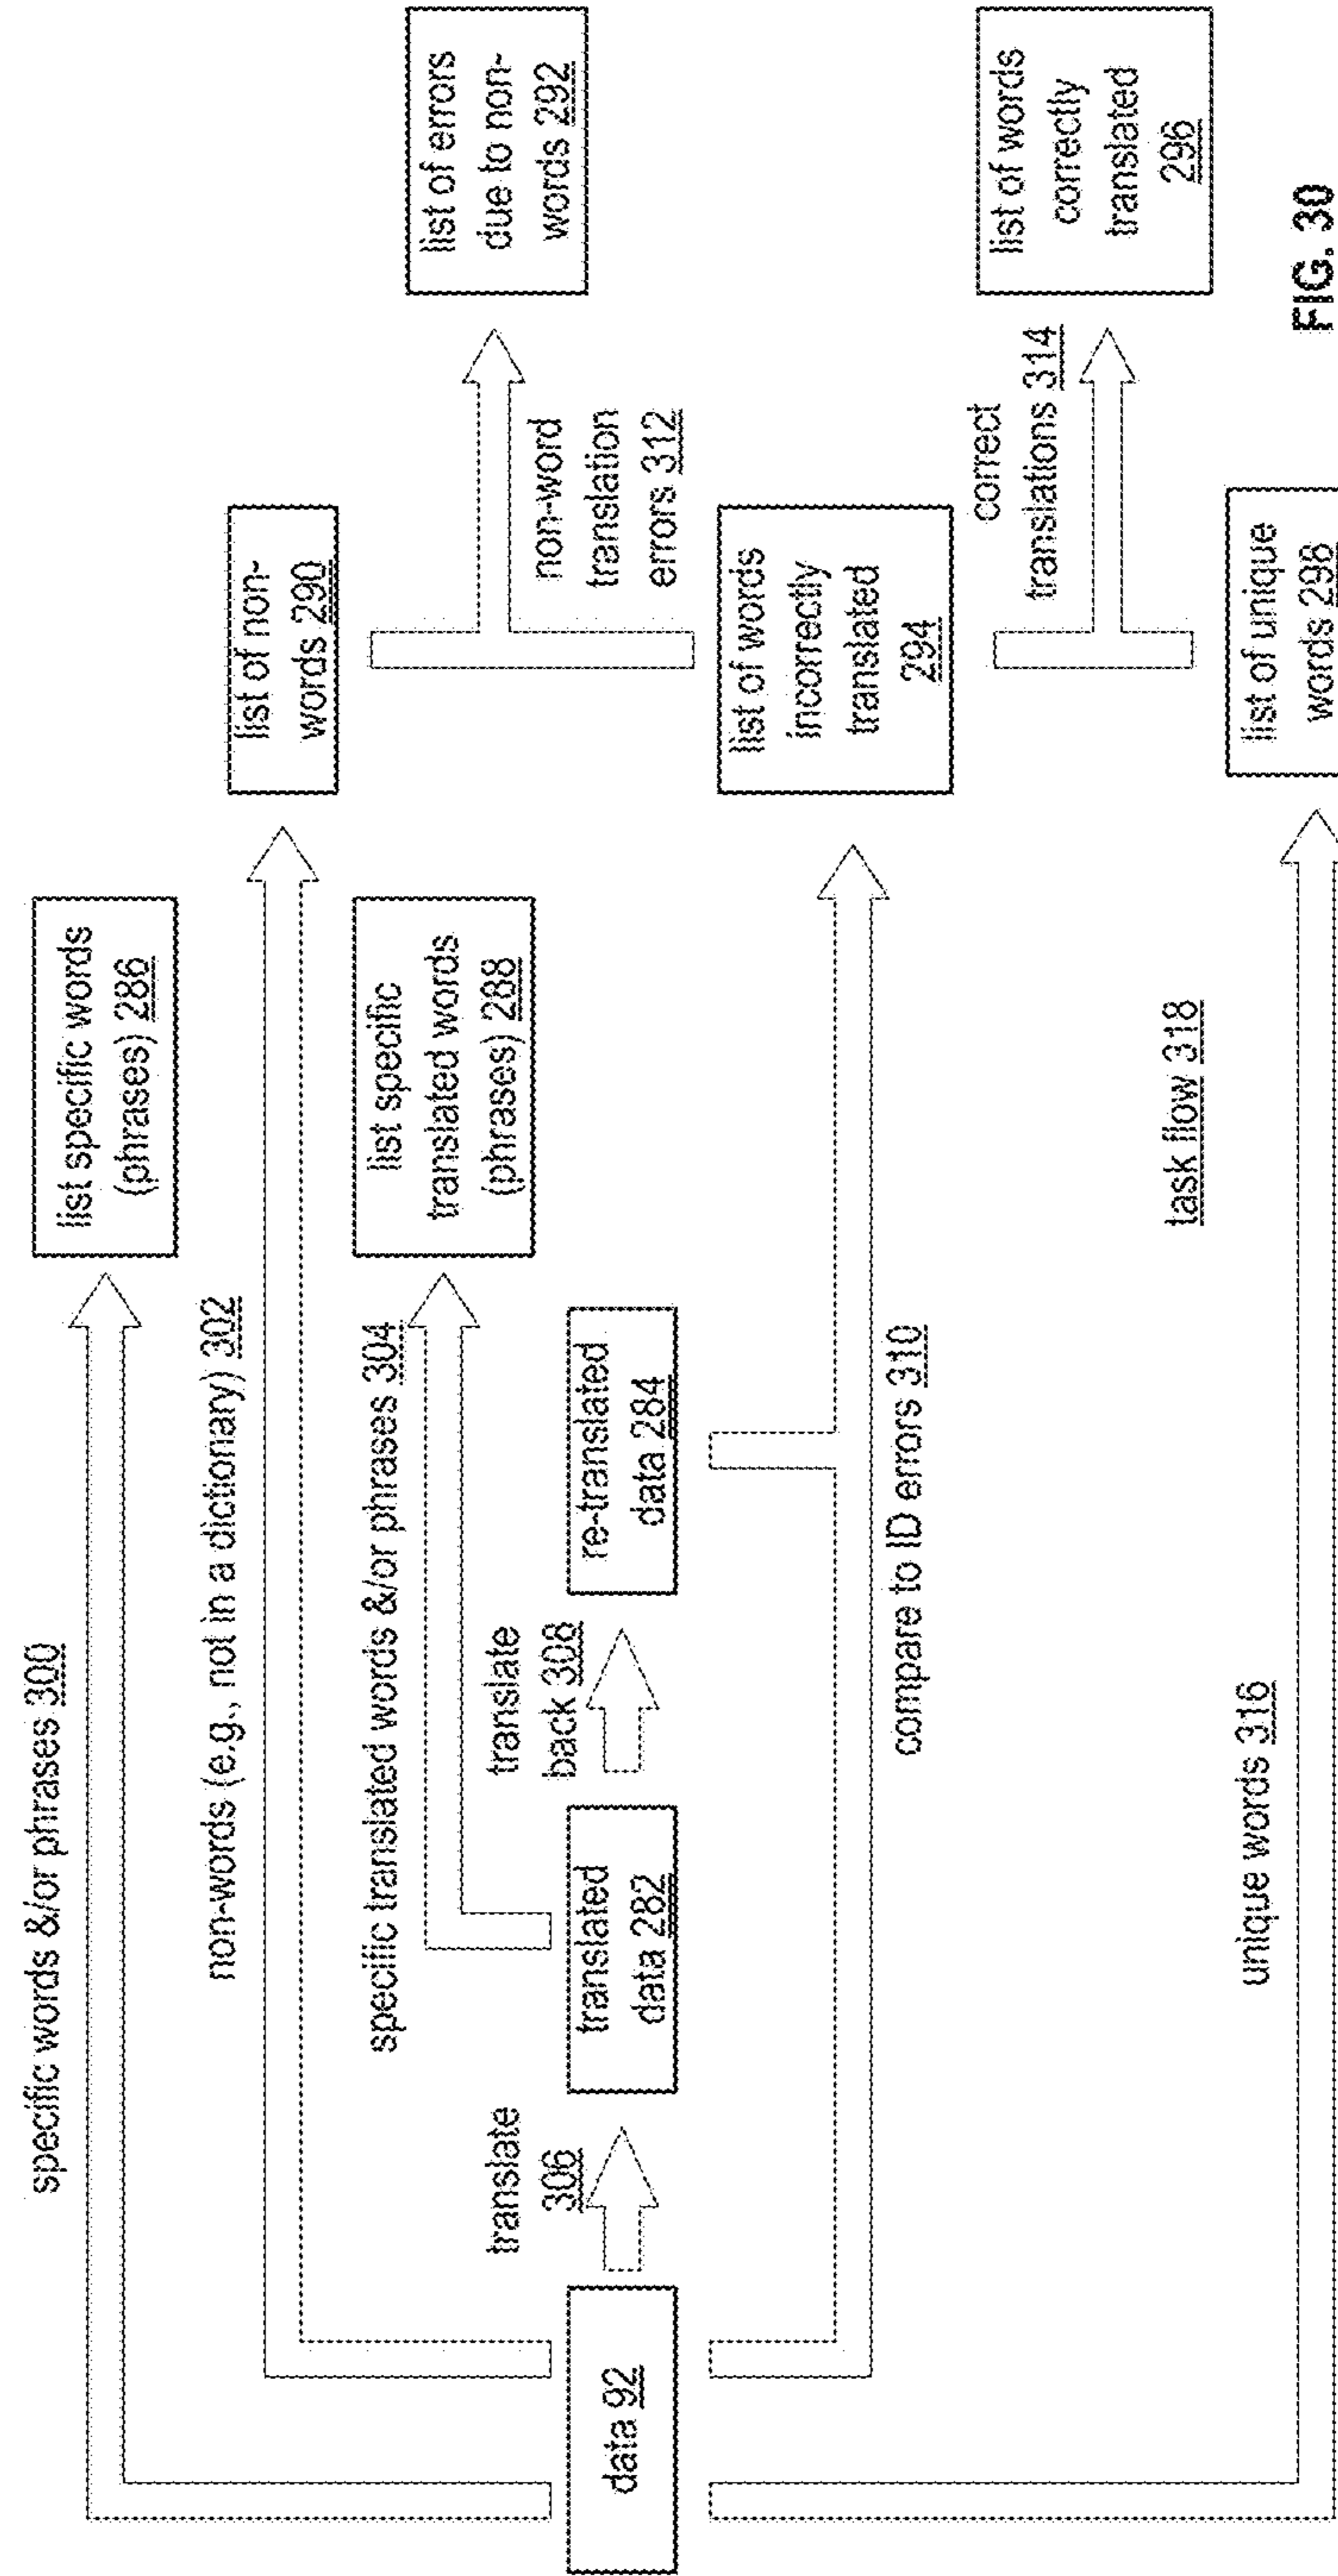 specific words &/or phrases 300
list specific words
(phrases) 286
non-words (e.g., not in a dictionary) 302
list of non-
words 290
specific translated words &/or phrases 304
list specific
translated words
(phrases) 288
list of errors
due to non-
words 292
non-word
translation
errors 312
data 92
translate
306
translated
data 282
translate
back 308
re-translated
data 284
compare to ID errors 310
list of words
incorrectly
translated
294
correct
translations 314
list of words
correctly
translated
296
task flow 318
unique words 316
list of unique
words 298
FIG. 30